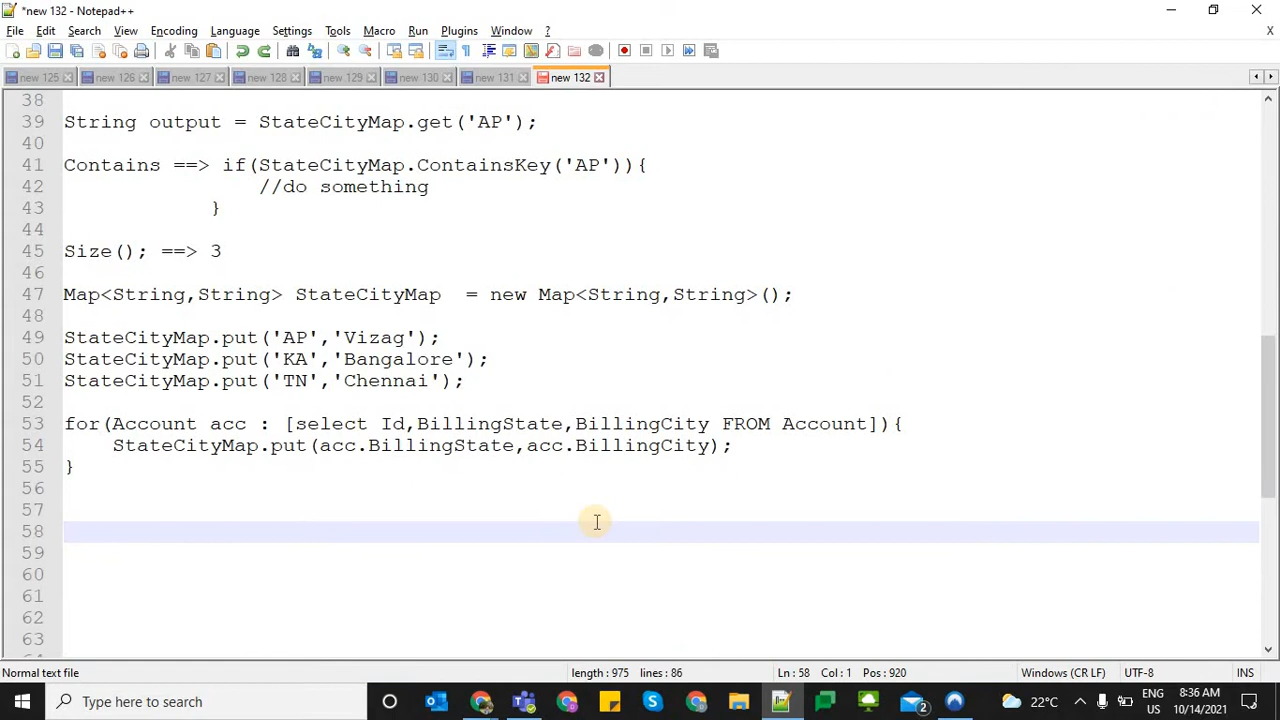 *new 132 - Notepad++
File Edit Search View Encoding Language Settings Tools Macro Run Plugins Window ? X
new 125 new 126 new 127 new 128 new 129 new 130 new 131 new 132
38
39 String output = StateCityMap.get('AP');
40
41 Contains ==> if(StateCityMap.ContainsKey('AP')){
42 //do something
43 }
44
45 Size(); ==> 3
46
47 Map<String,String> StateCityMap = new Map<String,String>();
48
49 StateCityMap.put('AP','Vizag');
50 StateCityMap.put('KA','Bangalore');
51 StateCityMap.put('TN','Chennai');
52
53 for(Account acc : [select Id,BillingState,BillingCity FROM Account]){
54 StateCityMap.put(acc.BillingState,acc.BillingCity);
55 }
56
57
58
59
60
61
62
63
Normal text file length : 975 lines : 86 Ln : 58 Col : 1 Pos : 920 Windows (CR LF) UTF-8 INS
Type here to search 2 22°C ENG US 8:36 AM 10/14/2021